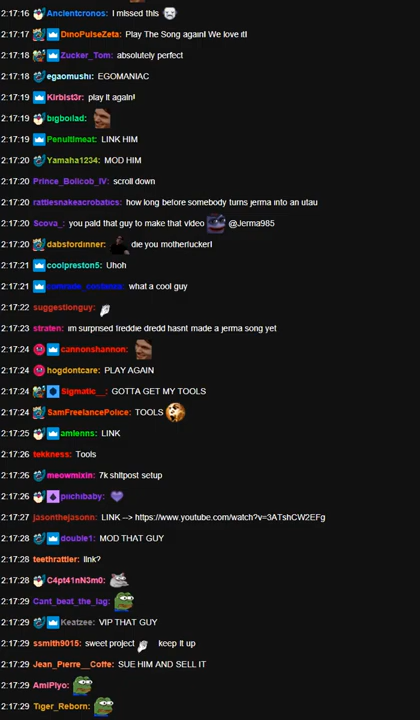 2:17:16 Ancientcronos: I missed this
2:17:17 DinoPulseZeta: Play The Song again! We love it!
2:17:18 Zucker_Tom: absolutely perfect
2:17:18 egaomushi: EGOMANIAC
2:17:19 Kirbist3r: play it again!
2:17:19 bigboilad:
2:17:19 Penultimeat: LINK HIM
2:17:20 Yamaha1234: MOD HIM
2:17:20 Prince_Bolicob_IV: scroll down
2:17:20 rattlesnakeacrobatics: how long before somebody turns jerma into an utau
2:17:20 Scova_: you paid that guy to make that video @Jerma985
2:17:20 dabsfordinner: die you motherfucker!
2:17:21 coolpreston5: Uhoh
2:17:21 what a cool guy
2:17:22 suggestionguy:
2:17:23 straten: im surprised freddie dredd hasnt made a jerma song yet
2:17:24 cannonshannon:
2:17:24 hogdontcare: PLAY AGAIN
2:17:24 Sigmatic__: GOTTA GET MY TOOLS
2:17:24 SamFreelancePolice: TOOLS
2:17:25 amlenns: LINK
2:17:26 tekkness: Tools
2:17:26 meowmixin: 7k shitpost setup
2:17:26 piichibaby:
2:17:27 jasonthejasonn: LINK --> https://www.youtube.com/watch?v=3ATshCW2EFg
2:17:28 double1: MOD THAT GUY
2:17:28 teethrattler: link?
2:17:28 C4pt41nN3m0:
2:17:29 Cant_beat_the_lag:
2:17:29 Keatzee: VIP THAT GUY
2:17:29 ssmith9015: sweet project keep it up
2:17:29 Jean_Pierre__Coffe: SUE HIM AND SELL IT
2:17:29 AmiPiyo:
2:17:29 Tiger_Reborn: